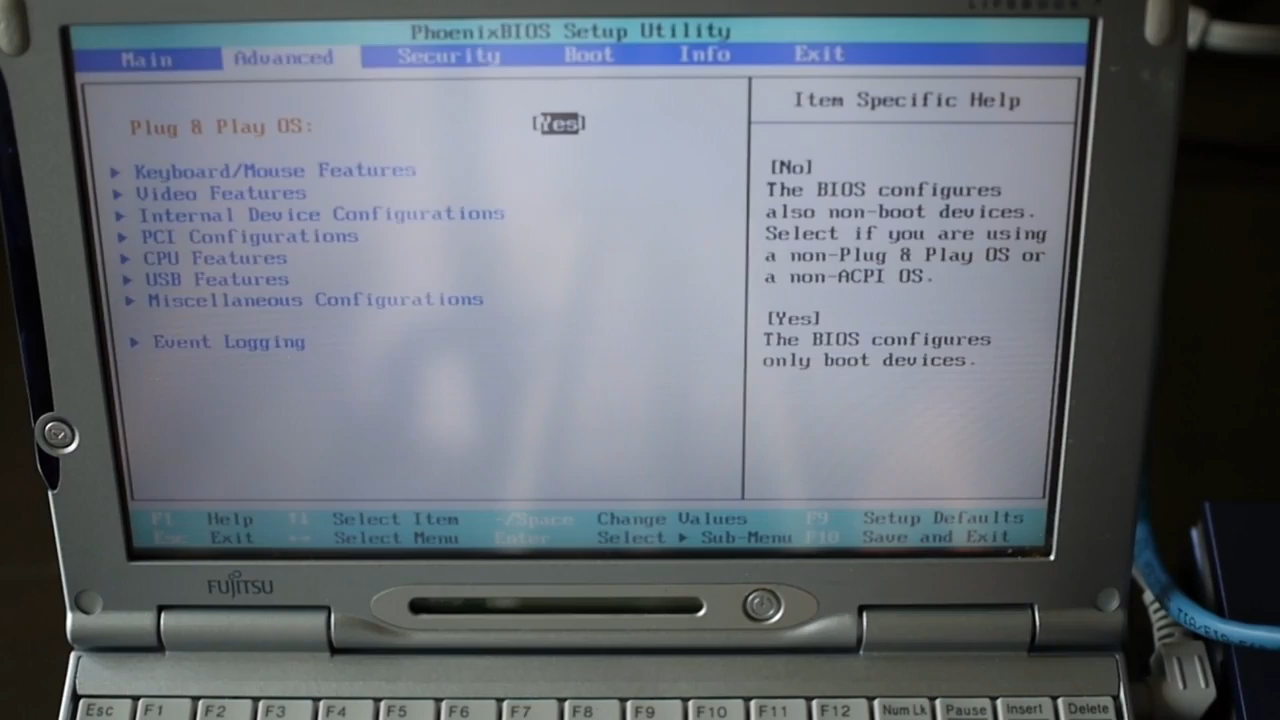 LIFEBOOK
PhoenixBIOS Setup Utility
Main Advanced Security Boot Info Exit
Item Specific Help
Plug & Play OS: [Yes]
Keyboard/Mouse Features
Video Features
Internal Device Configurations
PCI Configurations
CPU Features
USB Features
Miscellaneous Configurations
Event Logging
[No]
The BIOS configures
also non-boot devices.
Select if you are using
a non-Plug & Play OS or
a non-ACPI OS.
[Yes]
The BIOS configures
only boot devices.
F1 Help ↑↓ Select Item -/Space Change Values F9 Setup Defaults
Esc Exit ←→ Select Menu Enter Select ▶ Sub-Menu F10 Save and Exit
FUJITSU
Esc F1 F2 F3 F4 F5 F6 F7 F8 F9 F10 F11 F12 Num Lk Pause Insert Delete